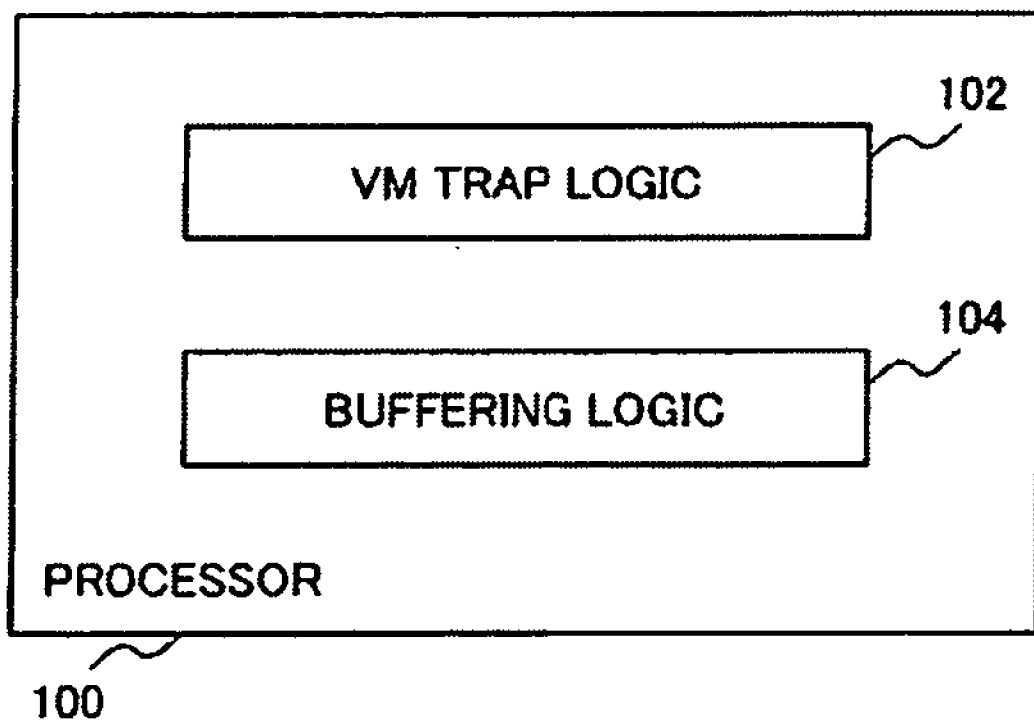 102
VM TRAP LOGIC
104
BUFFERING LOGIC
PROCESSOR
100